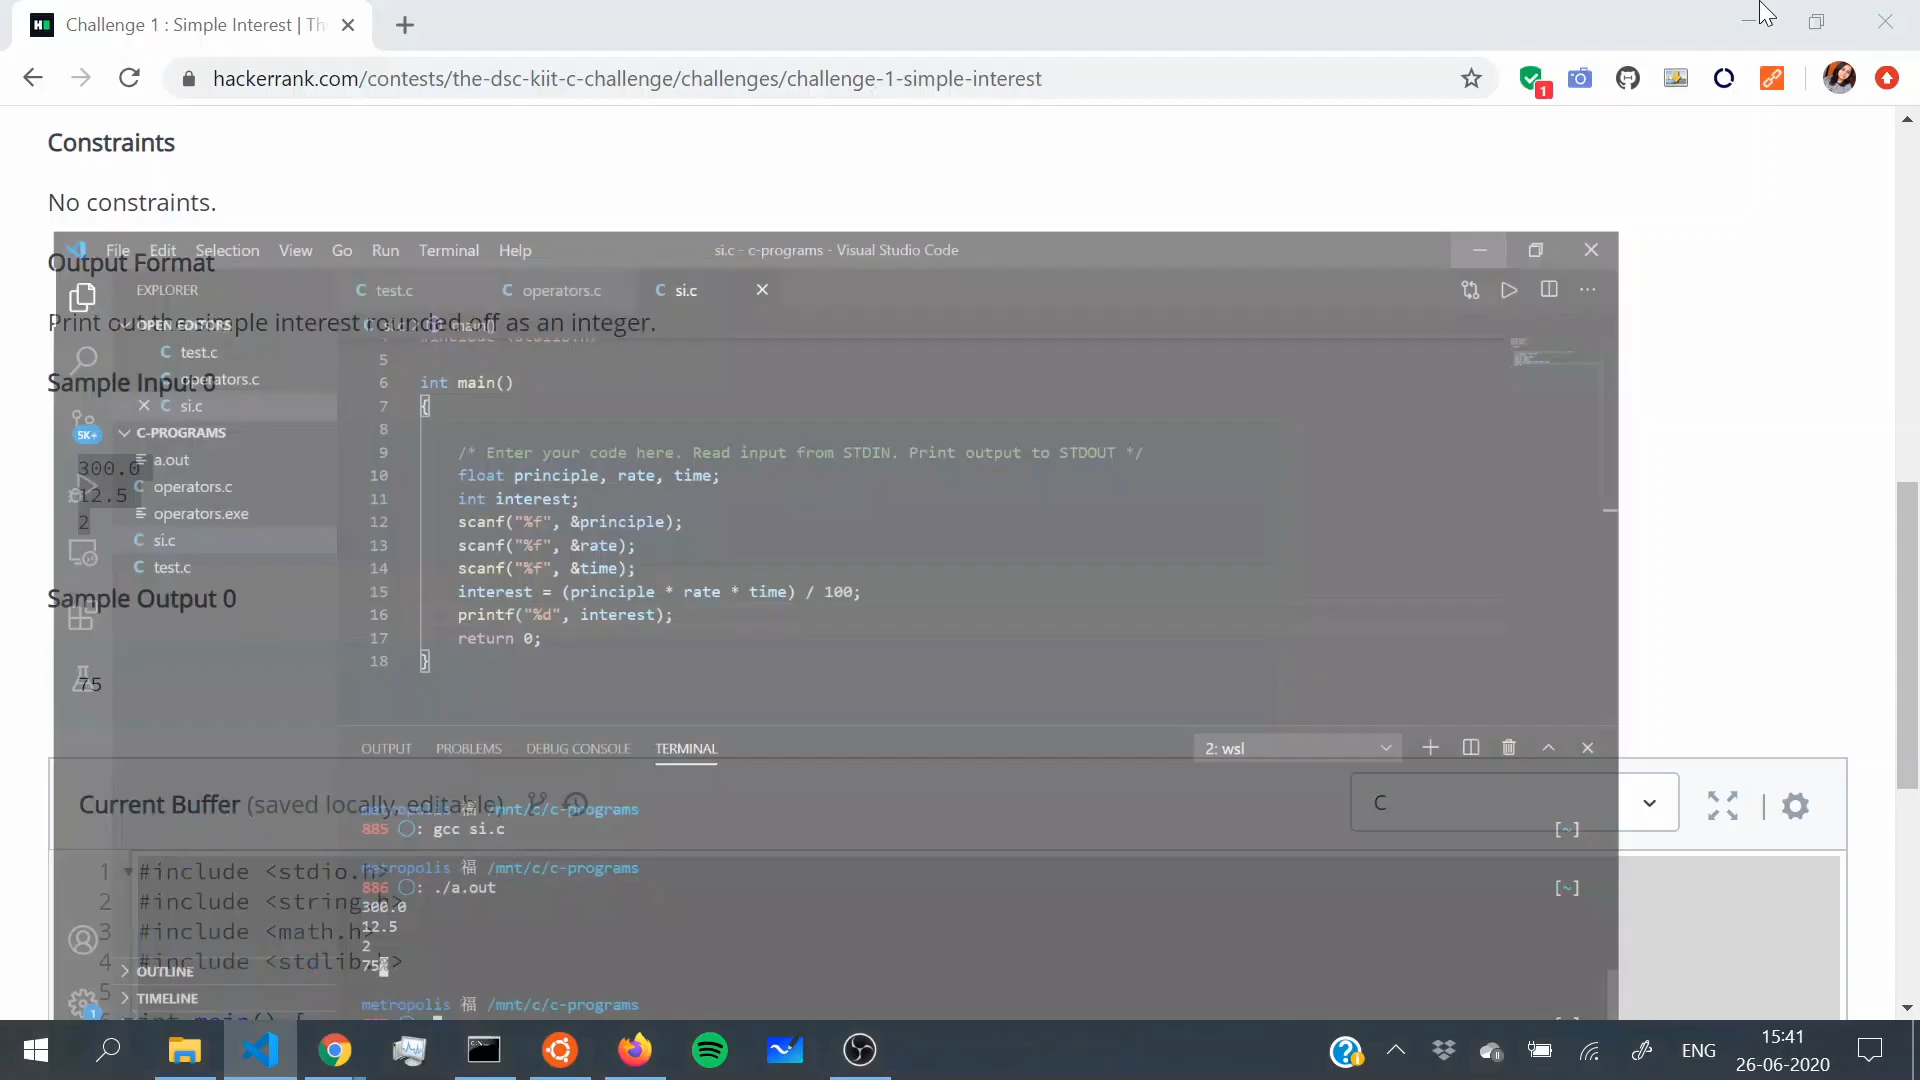 Challenge 1 : Simple Interest | Th
hackerrank.com/contests/the-dsc-kiit-c-challenge/challenges/challenge-1-simple-interest
1
Constraints
No constraints.
File Edit Selection View Go Run Terminal Help
si.c - c-programs - Visual Studio Code
Output Format
EXPLORER
C test.c
C operators.c
C si.c
Print out the simple interest rounded off as an integer.
OPEN EDITORS
main()
C test.c
Sample Input 0
C operators.c
C si.c
5K+
C-PROGRAMS
a.out
C operators.c
operators.exe
C si.c
C test.c
300.0
12.5
2
Sample Output 0
75
#include <stdlib.h>
5
6 int main()
7 {
8
9 /* Enter your code here. Read input from STDIN. Print output to STDOUT */
10 float principle, rate, time;
11 int interest;
12 scanf("%f", &principle);
13 scanf("%f", &rate);
14 scanf("%f", &time);
15 interest = (principle * rate * time) / 100;
16 printf("%d", interest);
17 return 0;
18 }
OUTPUT PROBLEMS DEBUG CONSOLE TERMINAL
2: wsl
Current Buffer (saved locally, editable)
C
metropolis 福 /mnt/c/c-programs
885 : gcc si.c
[~]
metropolis 福 /mnt/c/c-programs
886 : ./a.out
[~]
300.0
12.5
2
75%
metropolis 福 /mnt/c/c-programs
1 #include <stdio.h>
2 #include <string.h>
3 #include <math.h>
4 #include <stdlib.h>
5
int main() {
OUTLINE
TIMELINE
1
ENG
15:41
26-06-2020